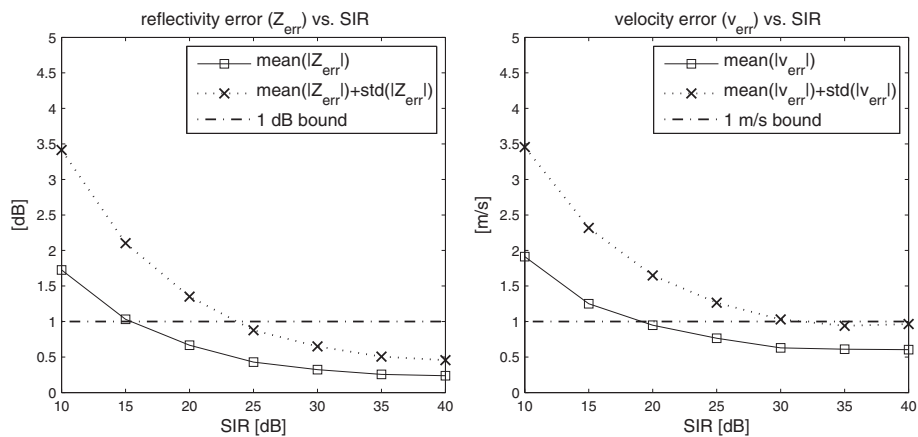 reflectivity error (Z_err) vs. SIR
5
4.5
4
3.5
3
2.5
2
1.5
1
0.5
0
[dB]
mean(|Z_err|)
mean(|Z_err|)+std(|Z_err|)
1 dB bound
10 15 20 25 30 35 40
SIR [dB]
velocity error (v_err) vs. SIR
5
4.5
4
3.5
3
2.5
2
1.5
1
0.5
0
[m/s]
mean(|v_err|)
mean(|v_err|)+std(|v_err|)
1 m/s bound
10 15 20 25 30 35 40
SIR [dB]